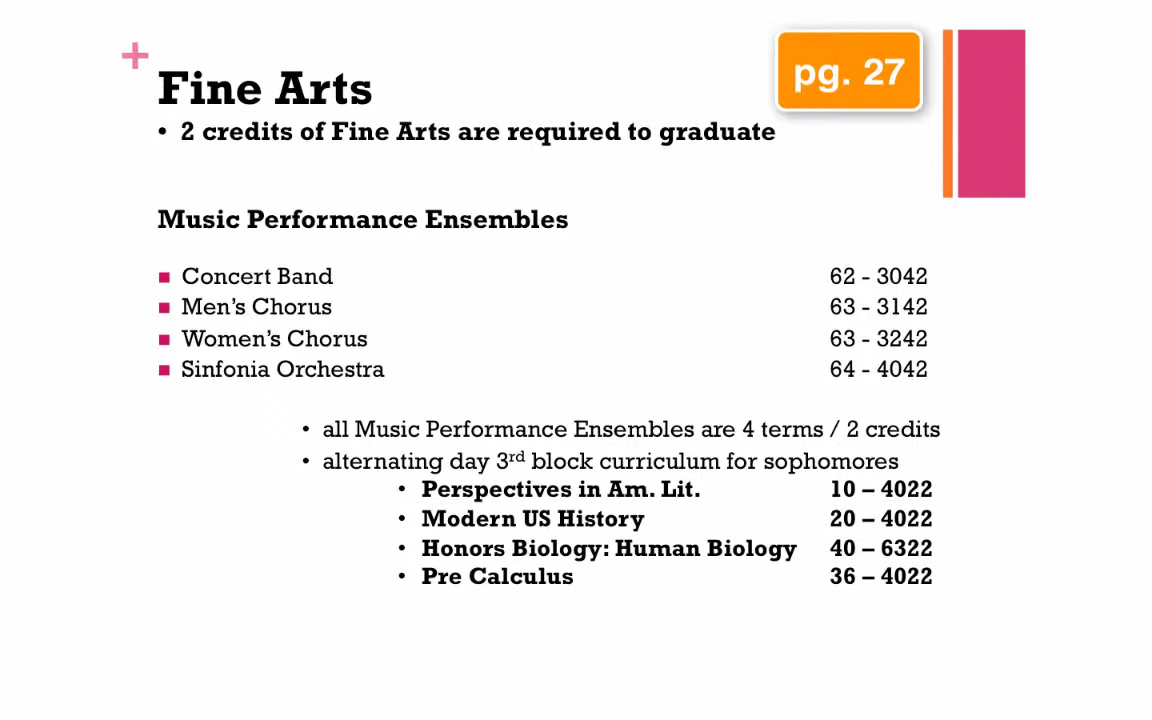 +
Fine Arts
pg. 27
• 2 credits of Fine Arts are required to graduate
Music Performance Ensembles
■ Concert Band 62 - 3042
■ Men’s Chorus 63 - 3142
■ Women’s Chorus 63 - 3242
■ Sinfonia Orchestra 64 - 4042
• all Music Performance Ensembles are 4 terms / 2 credits
• alternating day 3rd block curriculum for sophomores
• Perspectives in Am. Lit. 10 – 4022
• Modern US History 20 – 4022
• Honors Biology: Human Biology 40 – 6322
• Pre Calculus 36 – 4022